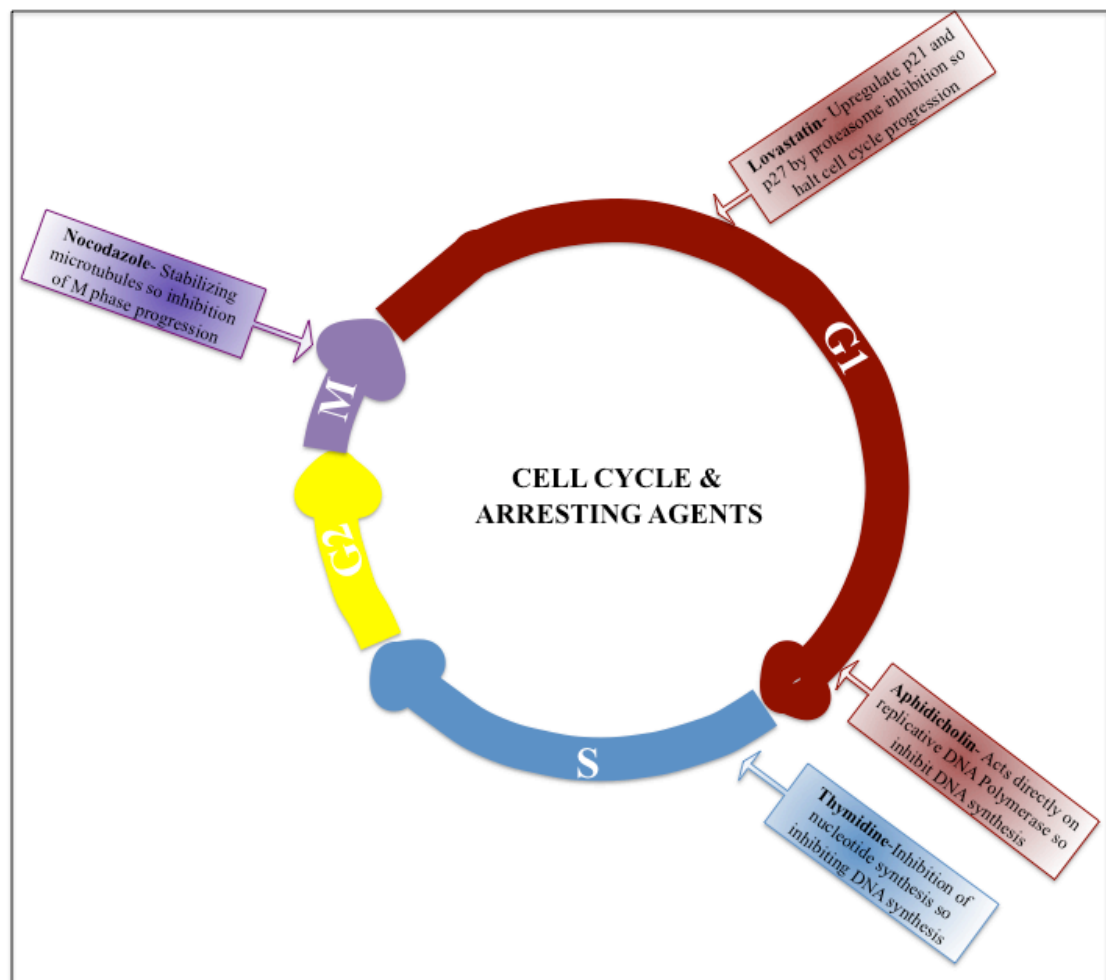 Lovastatin- Upregulate p21 and
p27 by proteasome inhibition so
halt cell cycle progression
Nocodazole- Stabilizing
microtubules so inhibition
of M phase progression
G1
M
CELL CYCLE &
ARRESTING AGENTS
G2
Aphidicholin- Acts directly on
replicative DNA Polymerase so
inhibit DNA synthesis
S
Thymidine-Inhibition of
nucleotide synthesis so
inhibiting DNA synthesis